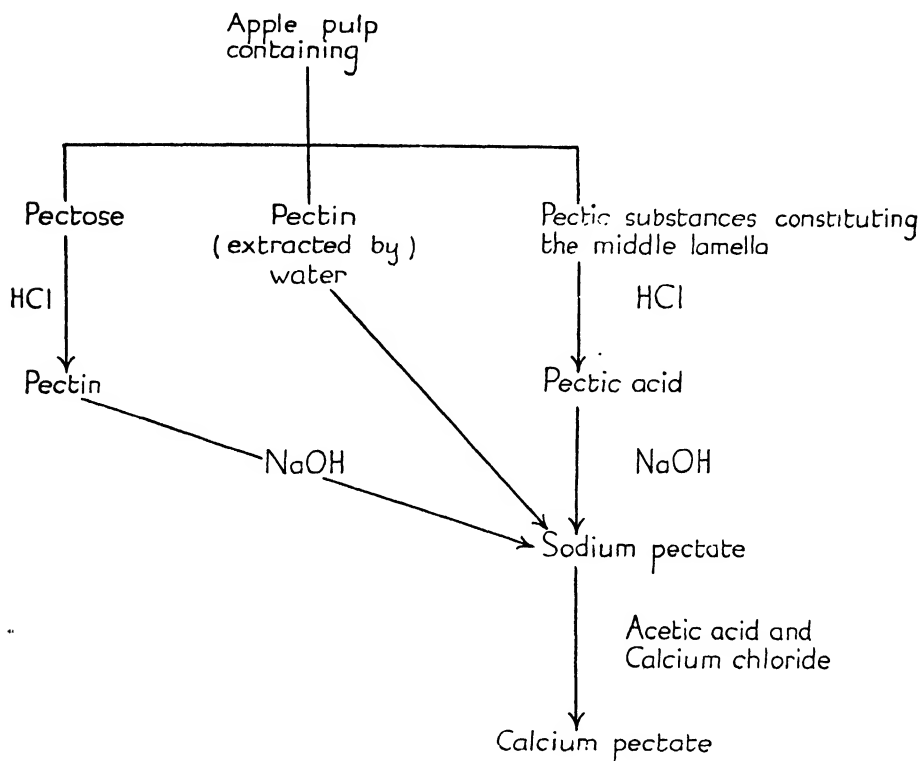 Apple pulp
containing
Pectose
Pectin
(extracted by)
water
Pectic substances constituting
the middle lamella
HCl
HCl
Pectin
Pectic acid
NaOH
NaOH
Sodium pectate
Acetic acid and
Calcium chloride
Calcium pectate